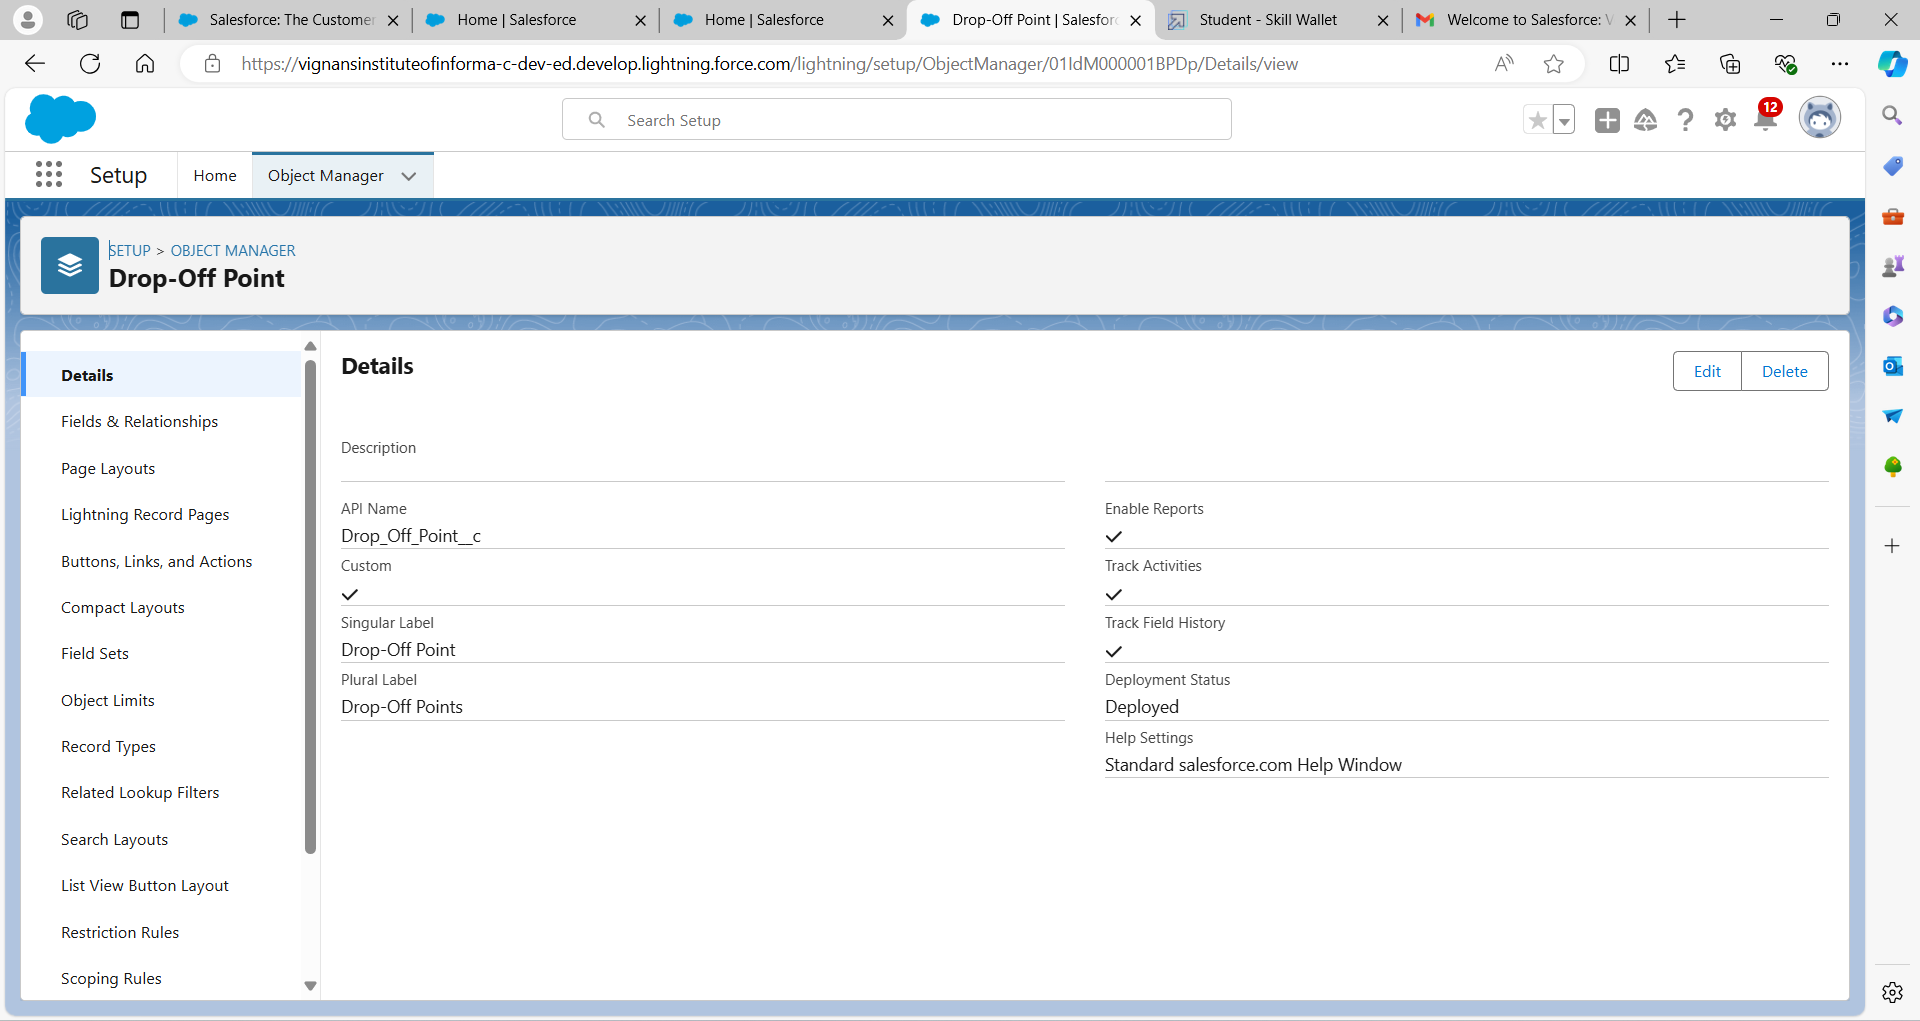 Salesforce: The Customer
Home | Salesforce
Home | Salesforce
Drop-Off Point | Salesforc
Student - Skill Wallet
Welcome to Salesforce: V
https://vignansinstituteofinforma-c-dev-ed.develop.lightning.force.com/lightning/setup/ObjectManager/01IdM000001BPDp/Details/view
Search Setup
12
Setup
Home
Object Manager
SETUP > OBJECT MANAGER
Drop-Off Point
Details
Fields & Relationships
Page Layouts
Lightning Record Pages
Buttons, Links, and Actions
Compact Layouts
Field Sets
Object Limits
Record Types
Related Lookup Filters
Search Layouts
List View Button Layout
Restriction Rules
Scoping Rules
Details
Edit
Delete
Description
API Name
Drop_Off_Point__c
Custom
Singular Label
Drop-Off Point
Plural Label
Drop-Off Points
Enable Reports
Track Activities
Track Field History
Deployment Status
Deployed
Help Settings
Standard salesforce.com Help Window